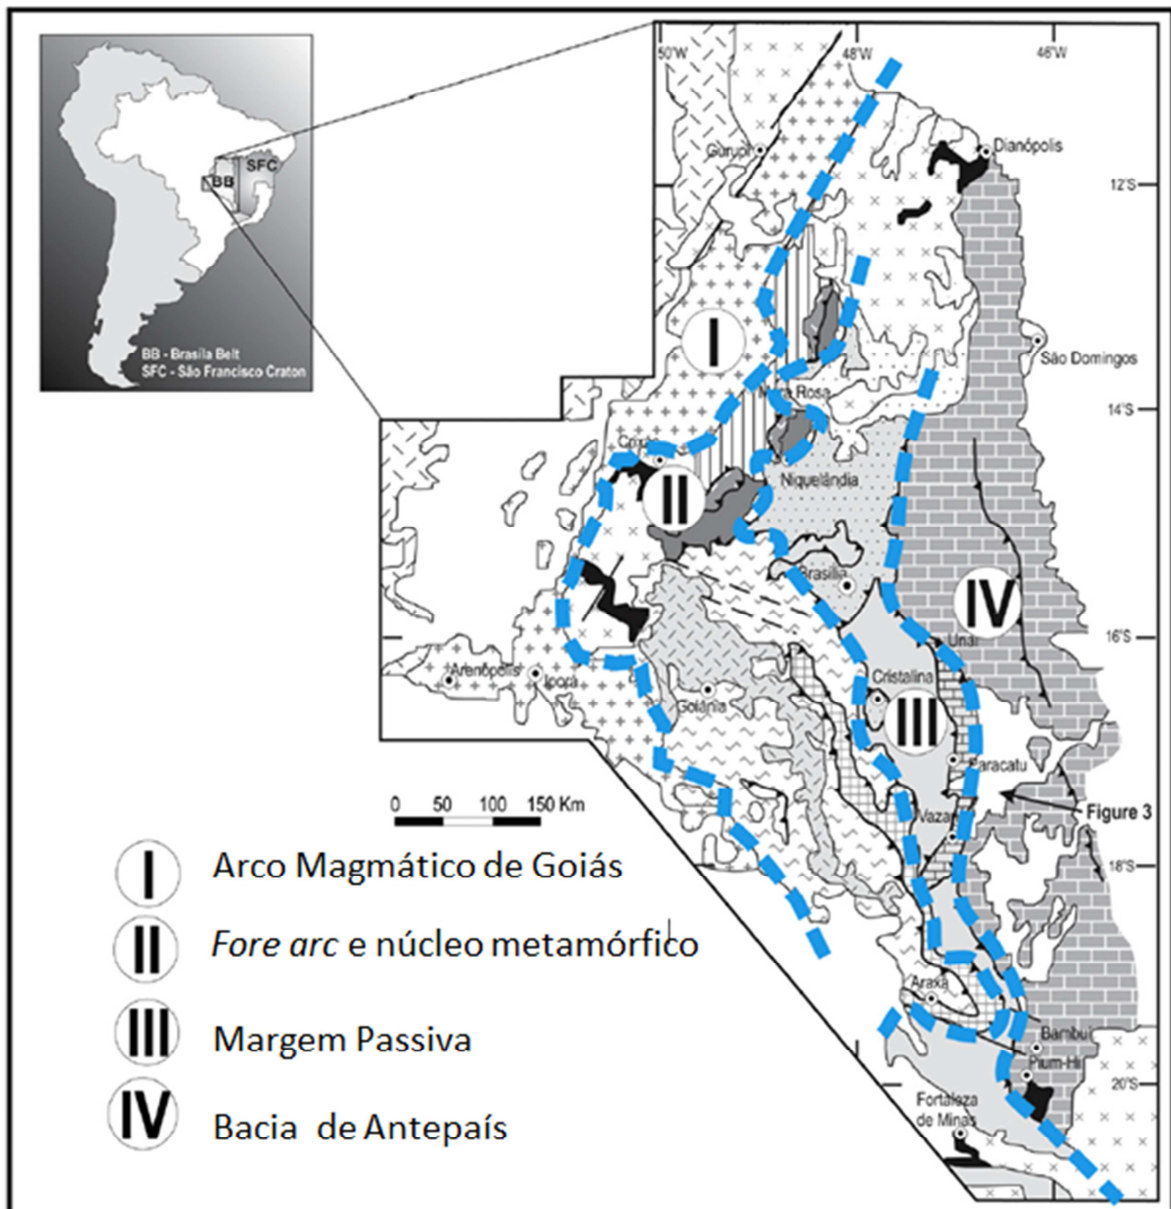 50°W
48°W
46°W
Gurupi
Dianópolis
12°S
SFC
BB
São Domingos
BB - Brasíla Belt
SFC - São Francisco Craton
I
Mara Rosa
14°S
II
Niquelândia
Brasília
IV
Unaí
16°S
Arenópolis
Iporá
Goiânia
Cristalina
III
Paracatu
0 50 100 150 Km
Figure 3
18°S
I Arco Magmático de Goiás
II Fore arc e núcleo metamórfico
Araxá
III Margem Passiva
Bambuí
20°S
Fortaleza
de Minas
IV Bacia de Antepaís